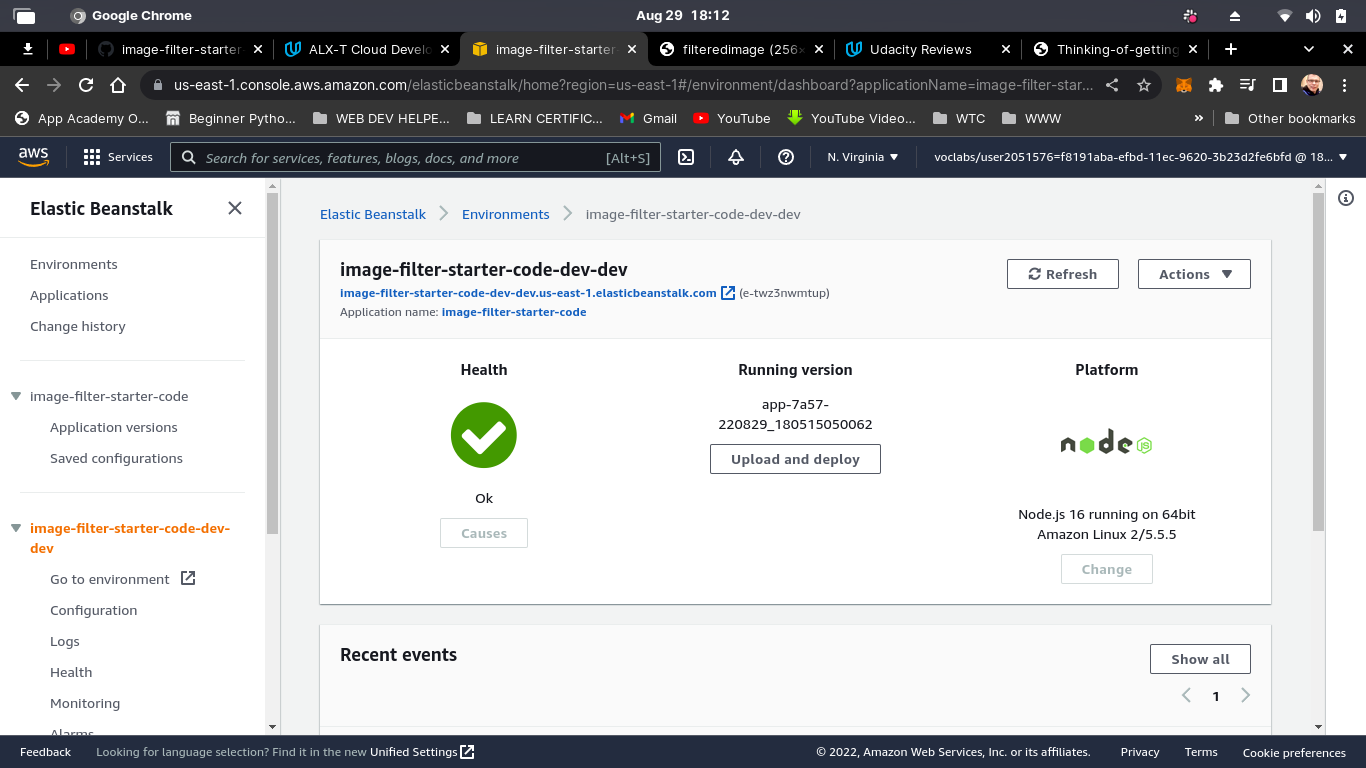 Google Chrome
Aug 29 18:12
image-filter-starter-
ALX-T Cloud Develo
image-filter-starter-
filteredimage (256×
Udacity Reviews
Thinking-of-getting
us-east-1.console.aws.amazon.com/elasticbeanstalk/home?region=us-east-1#/environment/dashboard?applicationName=image-filter-star...
App Academy O...
Beginner Pytho...
WEB DEV HELPE...
LEARN CERTIFIC...
Gmail
YouTube
YouTube Video...
WTC
WWW
»
Other bookmarks
aws
Services
Search for services, features, blogs, docs, and more
[Alt+S]
N. Virginia
voclabs/user2051576=f8191aba-efbd-11ec-9620-3b23d2fe6bfd @ 18...
Elastic Beanstalk
Environments
Applications
Change history
image-filter-starter-code
Application versions
Saved configurations
image-filter-starter-code-dev-
dev
Go to environment
Configuration
Logs
Health
Monitoring
Alarms
Elastic Beanstalk
Environments
image-filter-starter-code-dev-dev
image-filter-starter-code-dev-dev
image-filter-starter-code-dev-dev.us-east-1.elasticbeanstalk.com (e-twz3nwmtup)
Application name: image-filter-starter-code
Refresh
Actions
Health
Ok
Causes
Running version
app-7a57-
220829_180515050062
Upload and deploy
Platform
node JS
Node.js 16 running on 64bit
Amazon Linux 2/5.5.5
Change
Recent events
Show all
1
Feedback
Looking for language selection? Find it in the new Unified Settings
© 2022, Amazon Web Services, Inc. or its affiliates.
Privacy
Terms
Cookie preferences